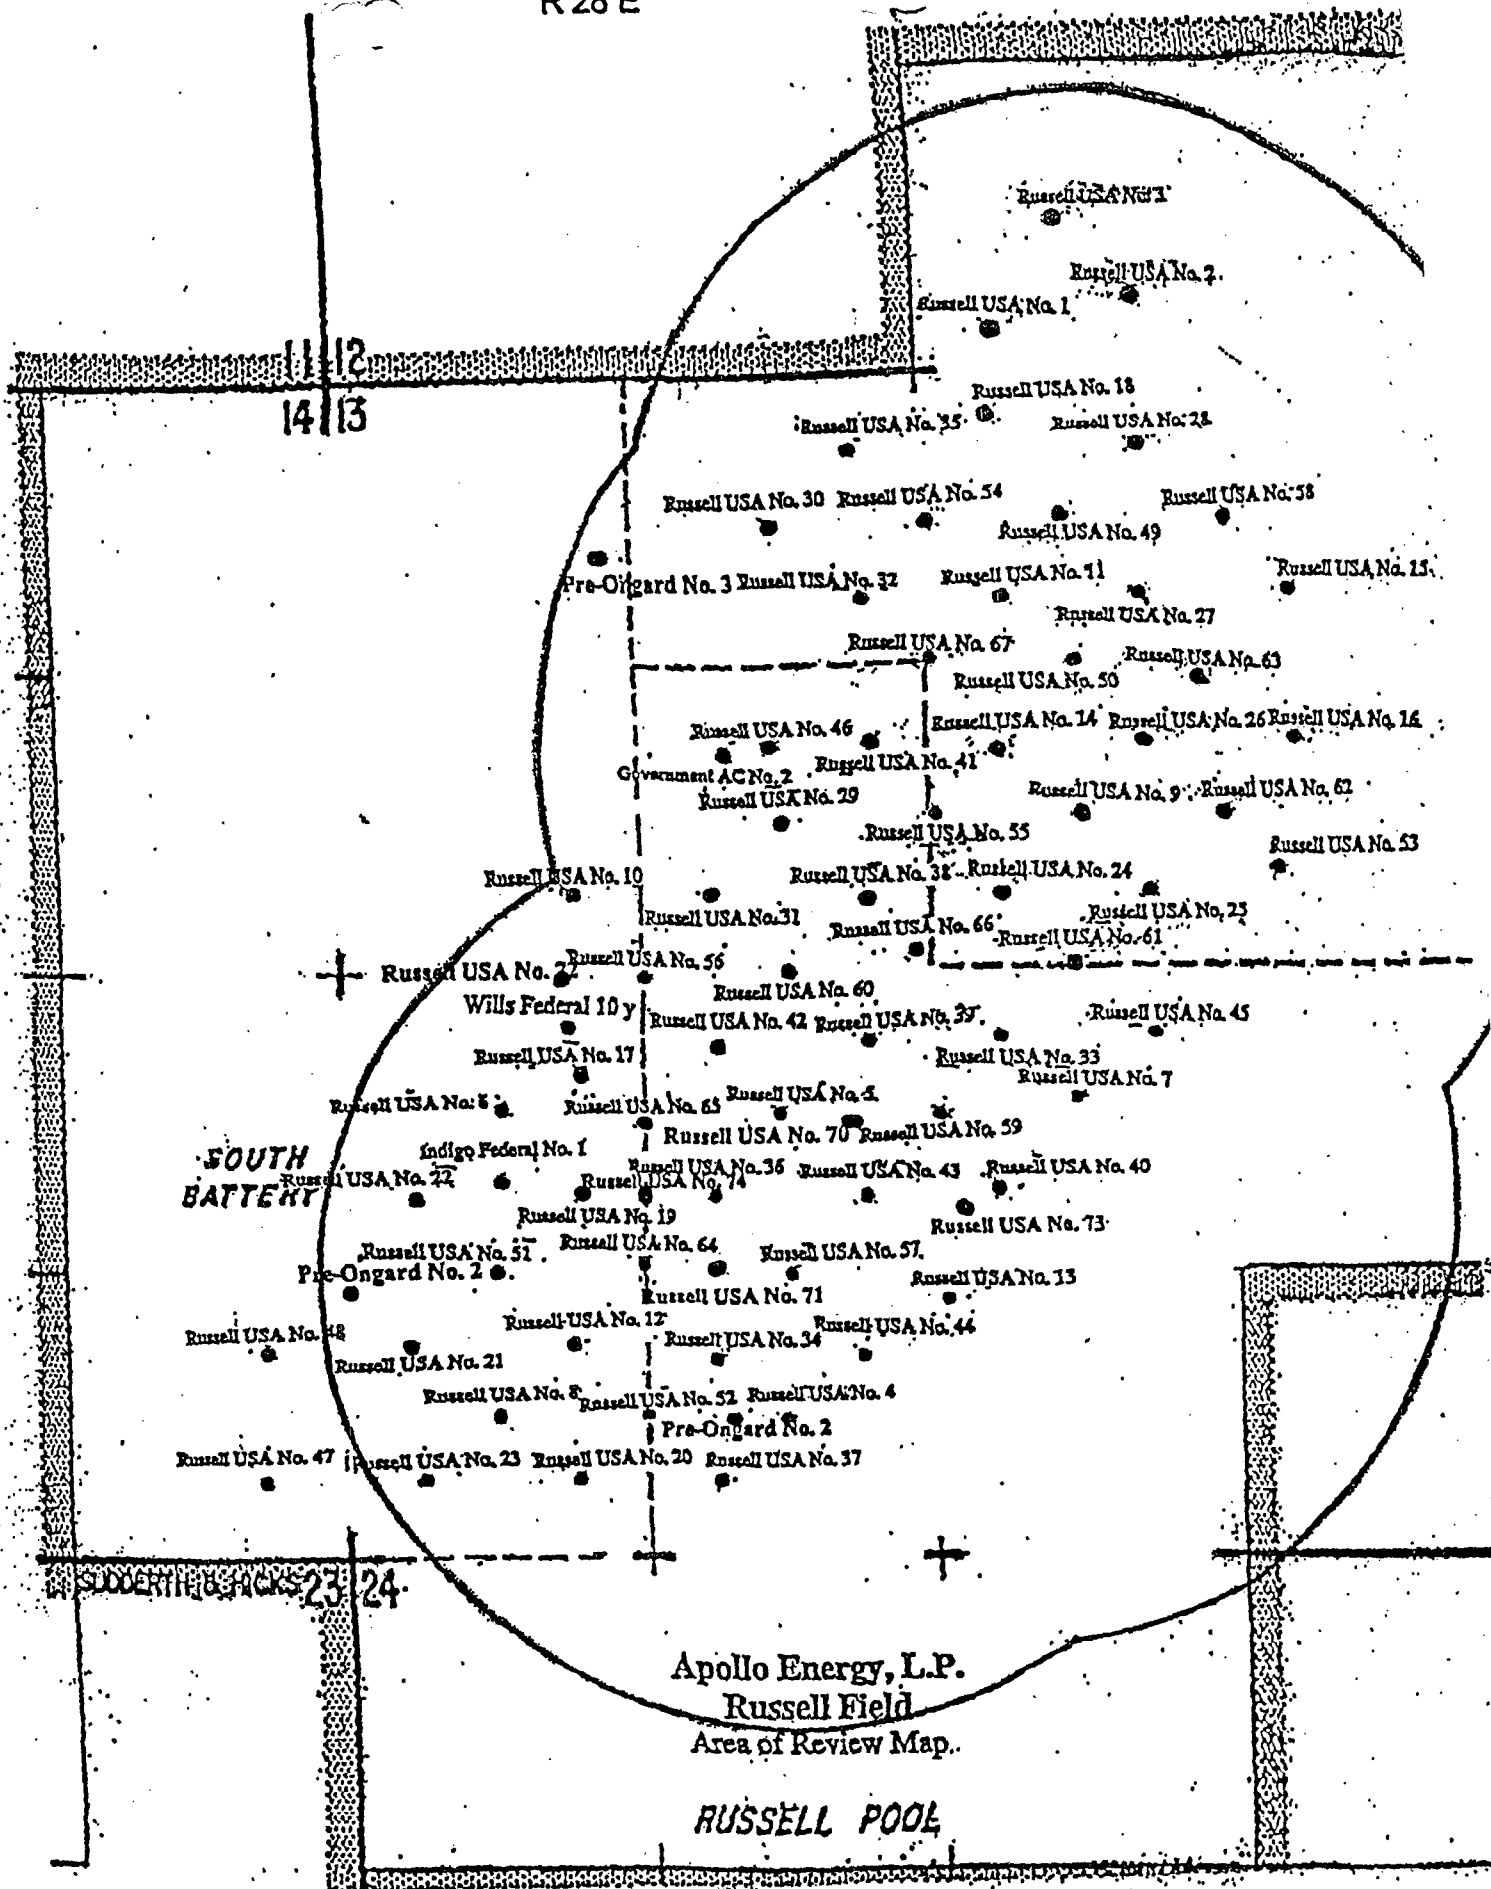 R 28 E
Russell USA No. 3
Russell USA No. 2
Russell USA No. 1
11 12
14 13
Russell USA No. 18
Russell USA No. 35
Russell USA No. 28
Russell USA No. 30
Russell USA No. 54
Russell USA No. 58
Russell USA No. 49
Pre-Ongard No. 3
Russell USA No. 32
Russell USA No. 11
Russell USA No. 15
Russell USA No. 27
Russell USA No. 67
Russell USA No. 63
Russell USA No. 50
Russell USA No. 46
Russell USA No. 14
Russell USA No. 26
Russell USA No. 16
Government AC No. 2
Russell USA No. 41
Russell USA No. 29
Russell USA No. 9
Russell USA No. 62
Russell USA No. 55
Russell USA No. 53
Russell USA No. 10
Russell USA No. 38
Russell USA No. 24
Russell USA No. 31
Russell USA No. 25
Russell USA No. 66
Russell USA No. 61
Russell USA No.
Russell USA No. 56
Russell USA No. 60
Wills Federal 10 y
Russell USA No. 42
Russell USA No. 39
Russell USA No. 45
Russell USA No. 17
Russell USA No. 33
Russell USA No. 7
Russell USA No. 6
Russell USA No. 65
Russell USA No. 5
Russell USA No. 70
Russell USA No. 59
SOUTH
BATTERY
Indigo Federal No. 1
Russell USA No. 36
Russell USA No. 43
Russell USA No. 40
Russell USA No. 22
Russell USA No. 74
Russell USA No. 19
Russell USA No. 73
Russell USA No. 51
Russell USA No. 64
Russell USA No. 57
Pre-Ongard No. 2
Russell USA No. 71
Russell USA No. 13
Russell USA No. 48
Russell USA No. 12
Russell USA No. 34
Russell USA No. 44
Russell USA No. 21
Russell USA No. 8
Russell USA No. 52
Russell USA No. 4
Pre-Ongard No. 2
Russell USA No. 47
Russell USA No. 23
Russell USA No. 20
Russell USA No. 37
SUDDERTH & HICKS 23 24
Apollo Energy, L.P.
Russell Field
Area of Review Map.
RUSSELL POOL